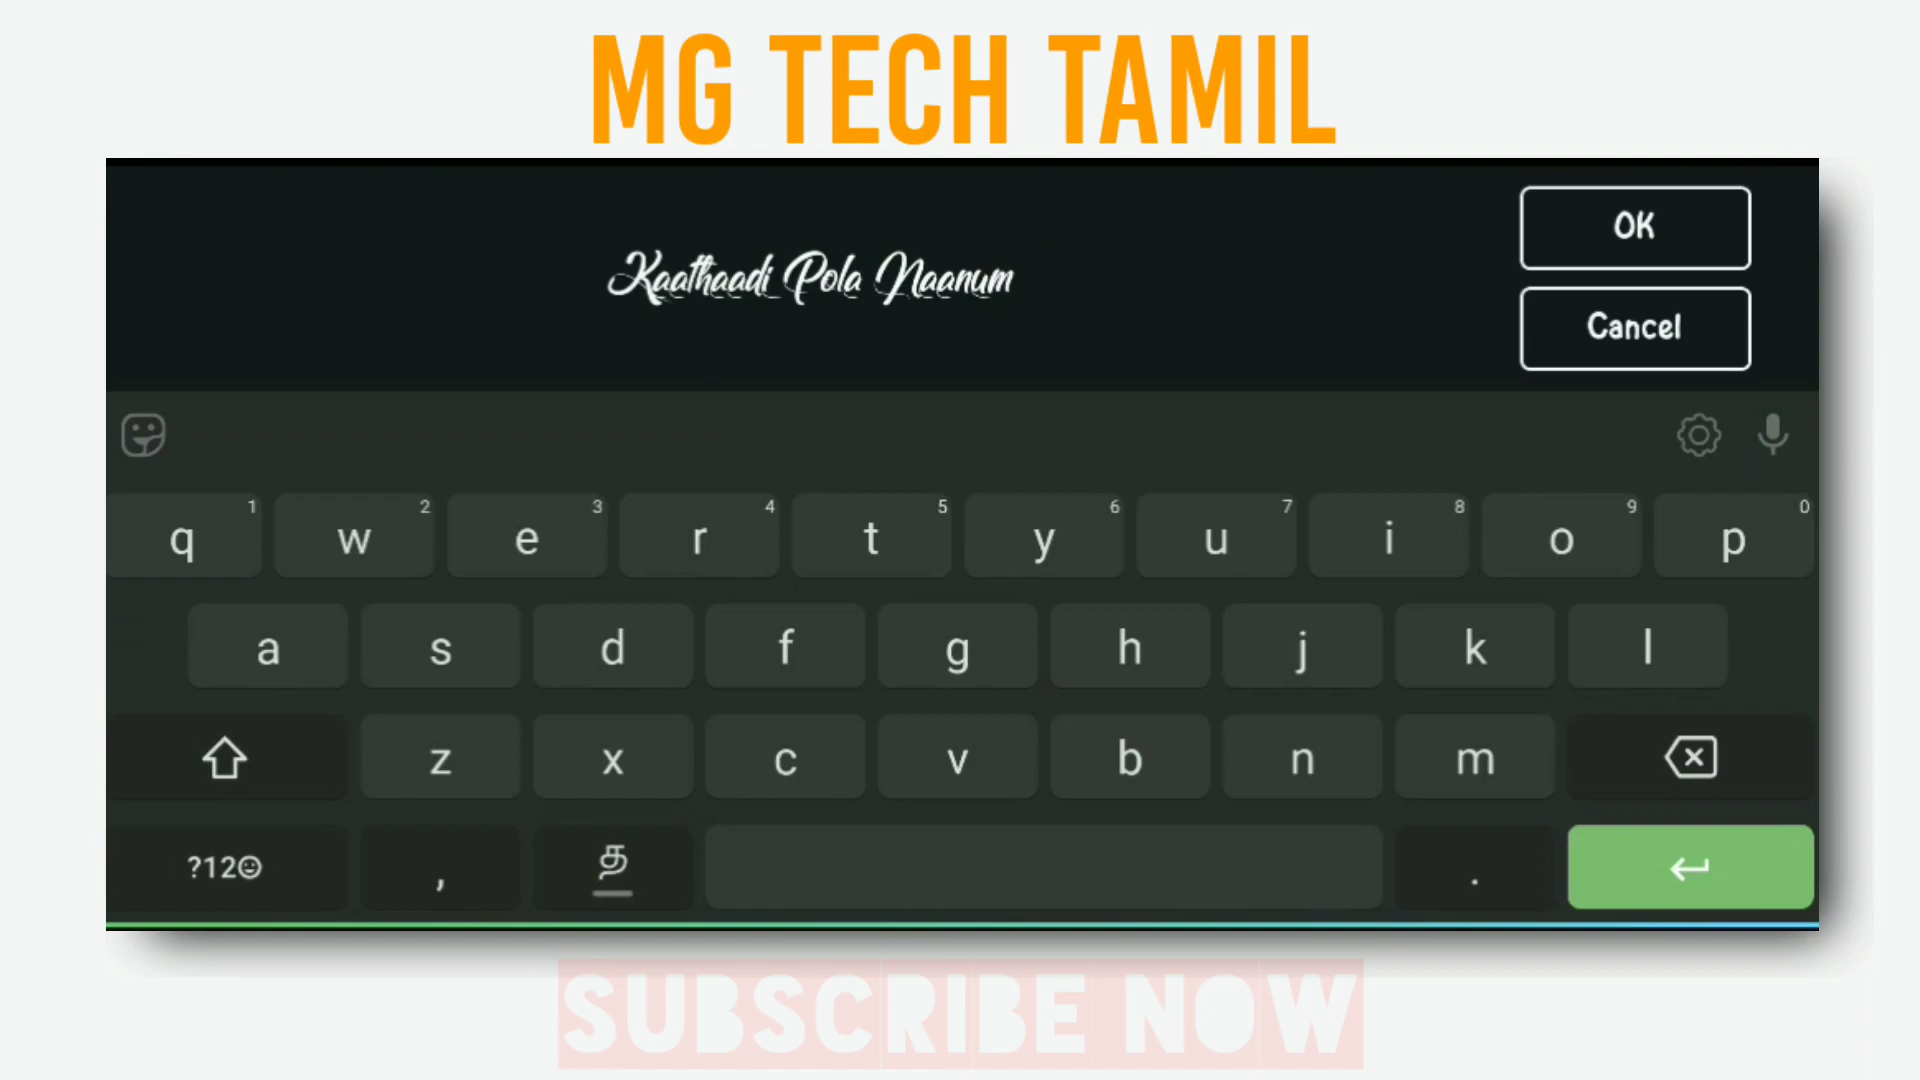 MG TECH TAMIL
Kaathaadi Pola Naanum
OK
Cancel
q 1 w 2 e 3 r 4 t 5 y 6 u 7 i 8 o 9 p 0
a s d f g h j k l
z x c v b n m
?12☺ , த .
SUBSCRIBE NOW